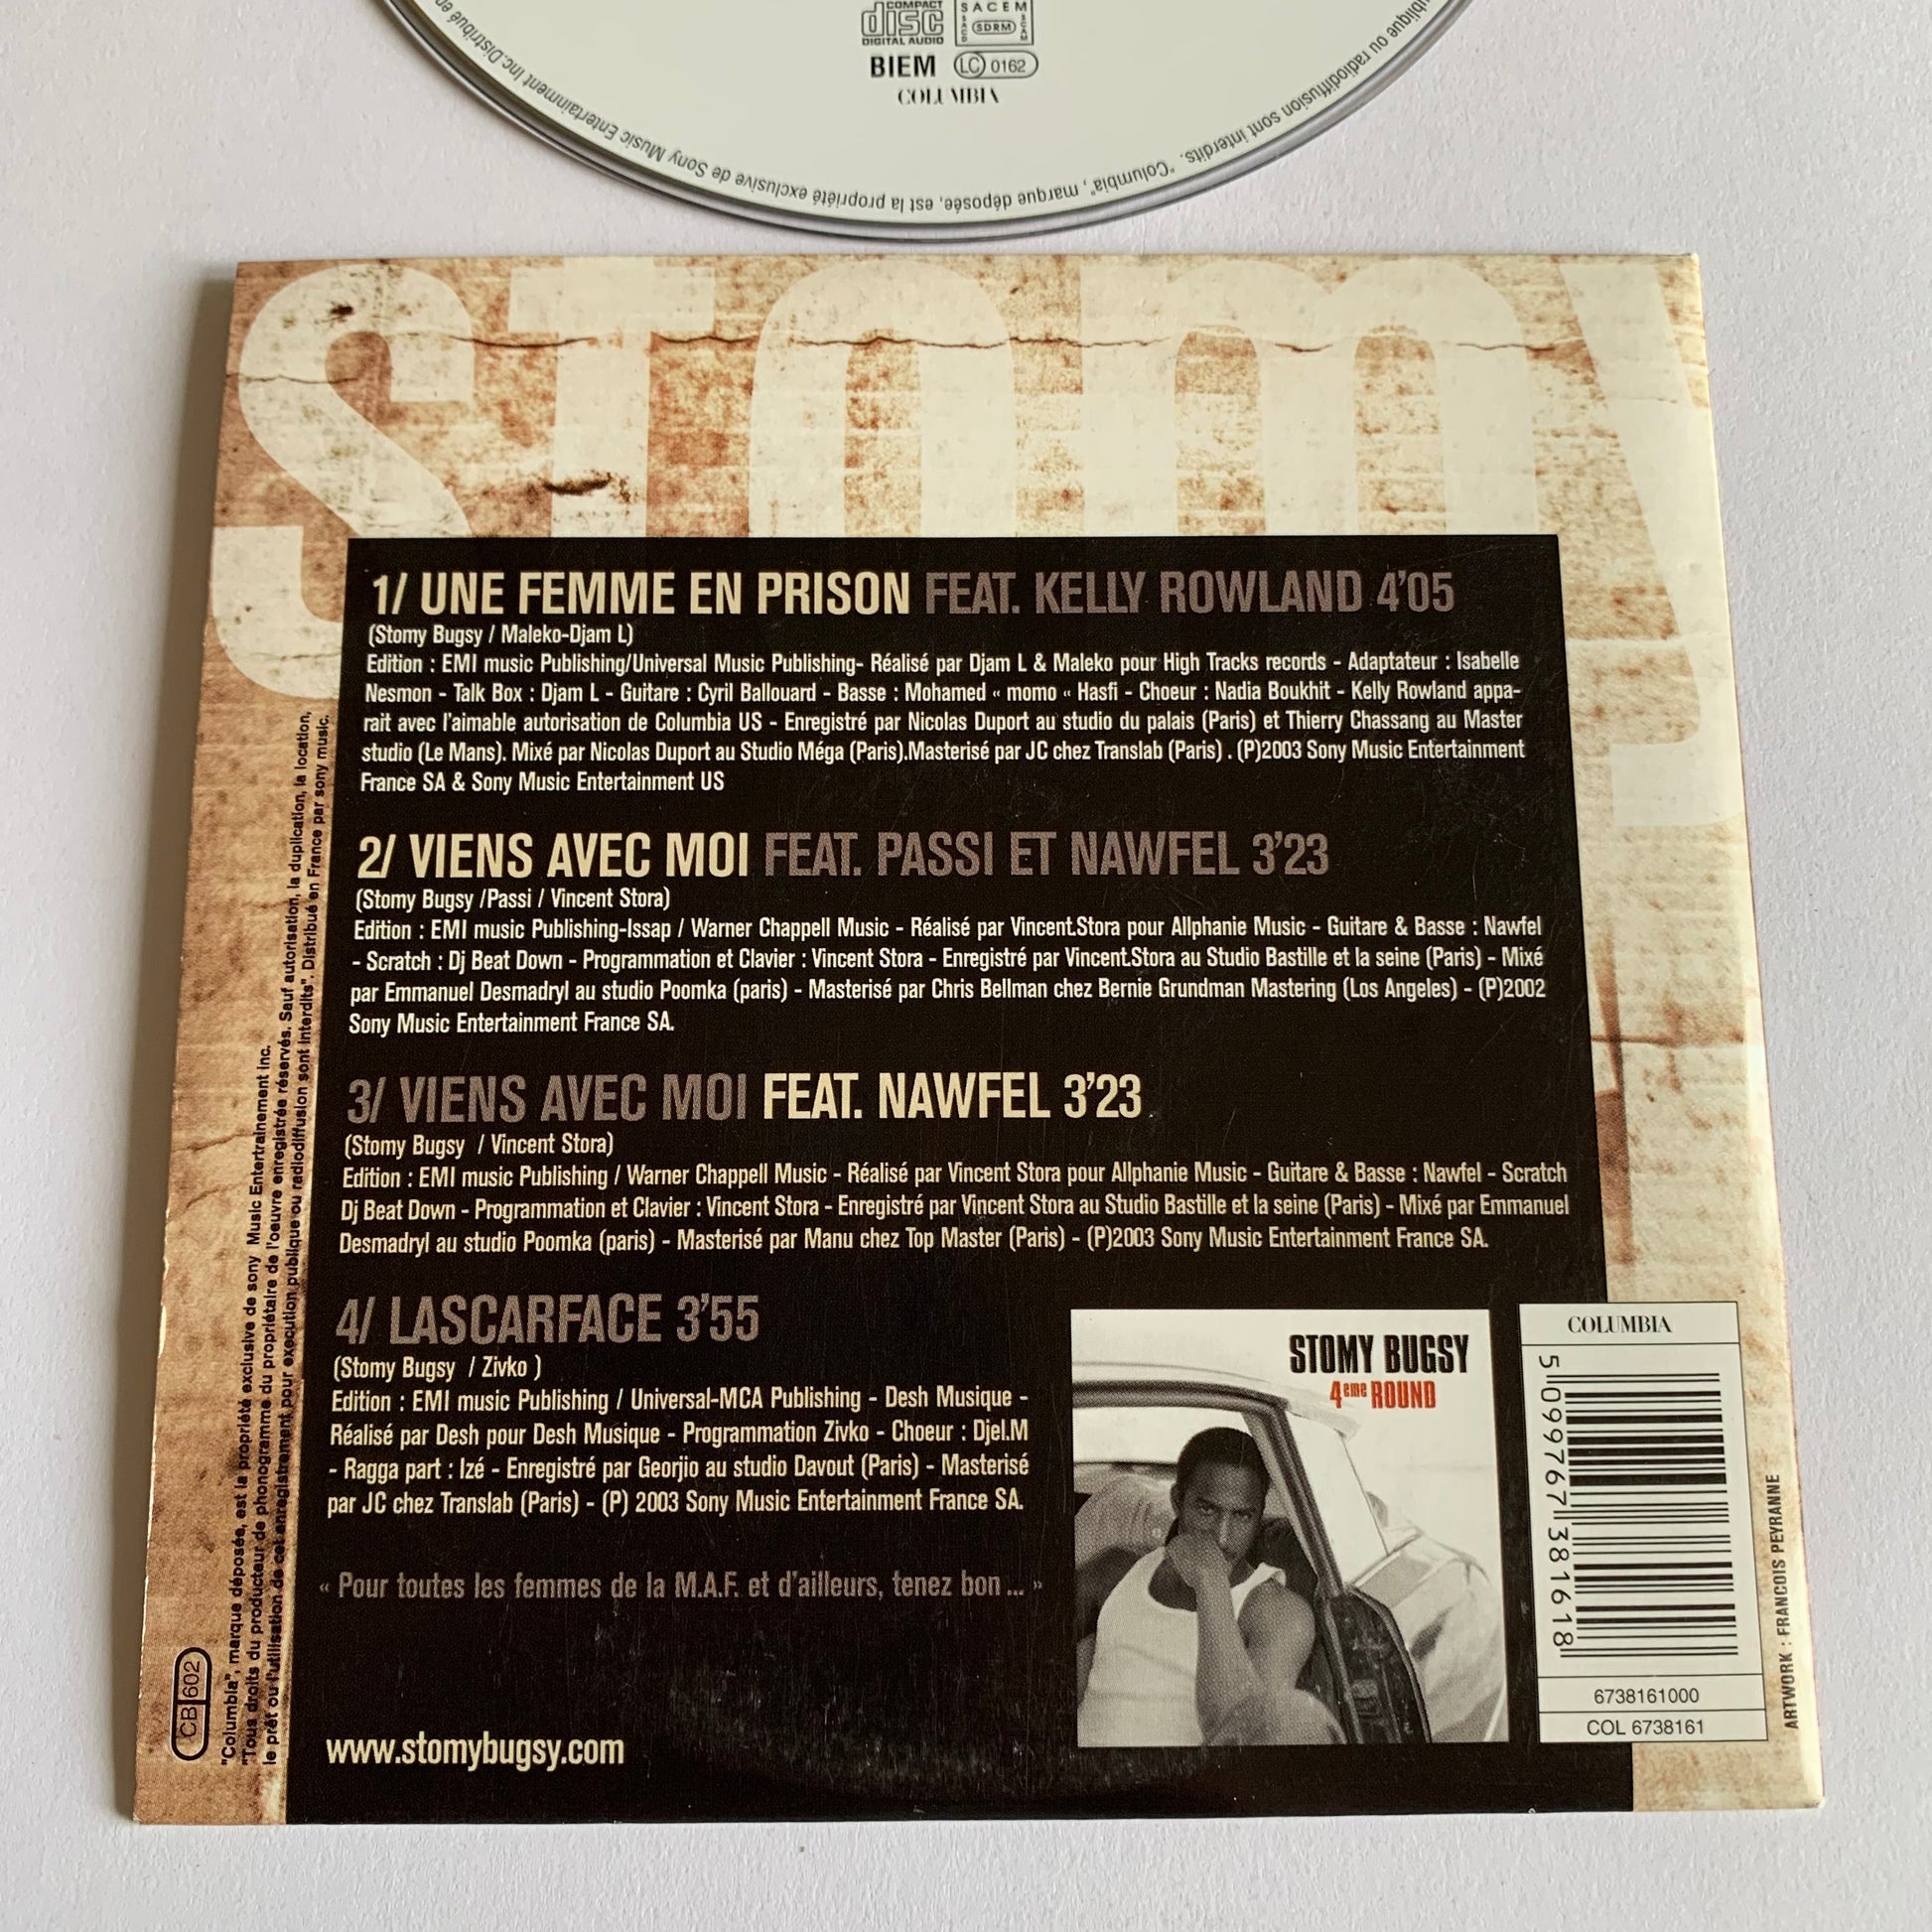 COMPACT
disc
DIGITAL AUDIO
SACEM
SACD
SDRM
SCAM
BIEM
LC 0162
COLUMBIA
blique ou radiodiffusion sont interdits. "Columbia", marque déposée, est la propriété exclusive de Sony Music Entertainment Inc. Distribué en
STOMY
1/ UNE FEMME EN PRISON FEAT. KELLY ROWLAND 4'05
(Stomy Bugsy / Maleko-Djam L)
Edition : EMI music Publishing/Universal Music Publishing- Réalisé par Djam L & Maleko pour High Tracks records - Adaptateur : Isabelle
Nesmon - Talk Box : Djam L - Guitare : Cyril Ballouard - Basse : Mohamed « momo « Hasfi - Choeur : Nadia Boukhit - Kelly Rowland appa-
rait avec l'aimable autorisation de Columbia US - Enregistré par Nicolas Duport au studio du palais (Paris) et Thierry Chassang au Master
studio (Le Mans). Mixé par Nicolas Duport au Studio Méga (Paris).Masterisé par JC chez Translab (Paris) . (P)2003 Sony Music Entertainment
France SA & Sony Music Entertainment US
2/ VIENS AVEC MOI FEAT. PASSI ET NAWFEL 3'23
(Stomy Bugsy /Passi / Vincent Stora)
Edition : EMI music Publishing-Issap / Warner Chappell Music - Réalisé par Vincent.Stora pour Allphanie Music - Guitare & Basse : Nawfel
- Scratch : Dj Beat Down - Programmation et Clavier : Vincent Stora - Enregistré par Vincent.Stora au Studio Bastille et la seine (Paris) - Mixé
par Emmanuel Desmadryl au studio Poomka (paris) - Masterisé par Chris Bellman chez Bernie Grundman Mastering (Los Angeles) - (P)2002
Sony Music Entertainment France SA.
3/ VIENS AVEC MOI FEAT. NAWFEL 3'23
(Stomy Bugsy / Vincent Stora)
Edition : EMI music Publishing / Warner Chappell Music - Réalisé par Vincent Stora pour Allphanie Music - Guitare & Basse : Nawfel - Scratch
Dj Beat Down - Programmation et Clavier : Vincent Stora - Enregistré par Vincent Stora au Studio Bastille et la seine (Paris) - Mixé par Emmanuel
Desmadryl au studio Poomka (paris) - Masterisé par Manu chez Top Master (Paris) - (P)2003 Sony Music Entertainment France SA.
4/ LASCARFACE 3'55
(Stomy Bugsy / Zivko )
Edition : EMI music Publishing / Universal-MCA Publishing - Desh Musique -
Réalisé par Desh pour Desh Musique - Programmation Zivko - Choeur : Djel.M
- Ragga part : Izé - Enregistré par Georjio au studio Davout (Paris) - Masterisé
par JC chez Translab (Paris) - (P) 2003 Sony Music Entertainment France SA.
« Pour toutes les femmes de la M.A.F. et d'ailleurs, tenez bon ... »
www.stomybugsy.com
STOMY BUGSY
4eme ROUND
COLUMBIA
5 099767 381618
6738161000
COL 6738161
ARTWORK : FRANCOIS PEYRANNE
CB 602
"Columbia", marque déposée, est la propriété exclusive de sony Music Entertrainement inc.
"Tous droits du producteur de phonogramme du propriétaire de l'oeuvre enregistrée réservés. Sauf autorisation, la duplication, la location,
le prêt ou l'utilisation de cet enregistrement pour execution publique ou radiodiffusion sont interdits". Distribué en France par sony music.